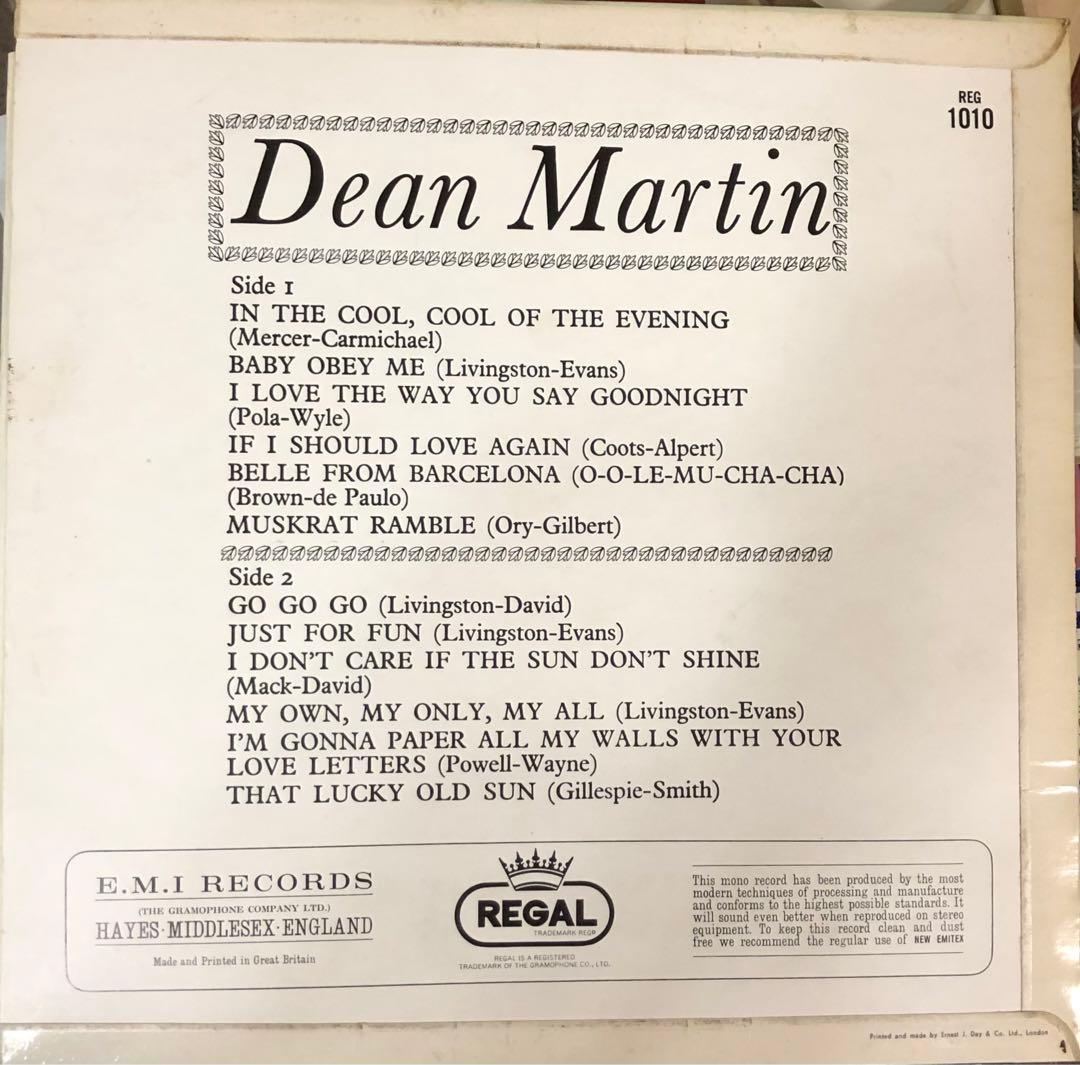 REG
1010
Dean Martin
Side 1
IN THE COOL, COOL OF THE EVENING
(Mercer-Carmichael)
BABY OBEY ME (Livingston-Evans)
I LOVE THE WAY YOU SAY GOODNIGHT
(Pola-Wyle)
IF I SHOULD LOVE AGAIN (Coots-Alpert)
BELLE FROM BARCELONA (O-O-LE-MU-CHA-CHA)
(Brown-de Paulo)
MUSKRAT RAMBLE (Ory-Gilbert)
Side 2
GO GO GO (Livingston-David)
JUST FOR FUN (Livingston-Evans)
I DON'T CARE IF THE SUN DON'T SHINE
(Mack-David)
MY OWN, MY ONLY, MY ALL (Livingston-Evans)
I'M GONNA PAPER ALL MY WALLS WITH YOUR
LOVE LETTERS (Powell-Wayne)
THAT LUCKY OLD SUN (Gillespie-Smith)
E.M.I RECORDS
(THE GRAMOPHONE COMPANY LTD.)
HAYES·MIDDLESEX·ENGLAND
Made and Printed in Great Britain
REGAL
TRADEMARK REGD
REGAL IS A REGISTERED
TRADEMARK OF THE GRAMOPHONE CO., LTD.
This mono record has been produced by the most
modern techniques of processing and manufacture
and conforms to the highest possible standards. It
will sound even better when reproduced on stereo
equipment. To keep this record clean and dust
free we recommend the regular use of NEW EMITEX
Printed and made by Ernest J. Day & Co. Ltd., London